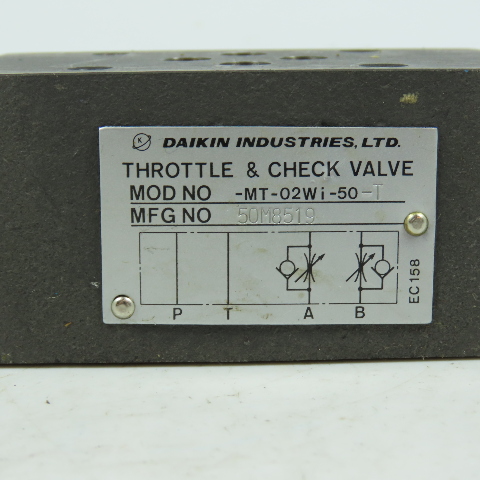 DAIKIN INDUSTRIES, LTD.
THROTTLE & CHECK VALVE
MOD NO -MT-02Wi-50-T
MFG NO 50M8519
P T A B
EC158